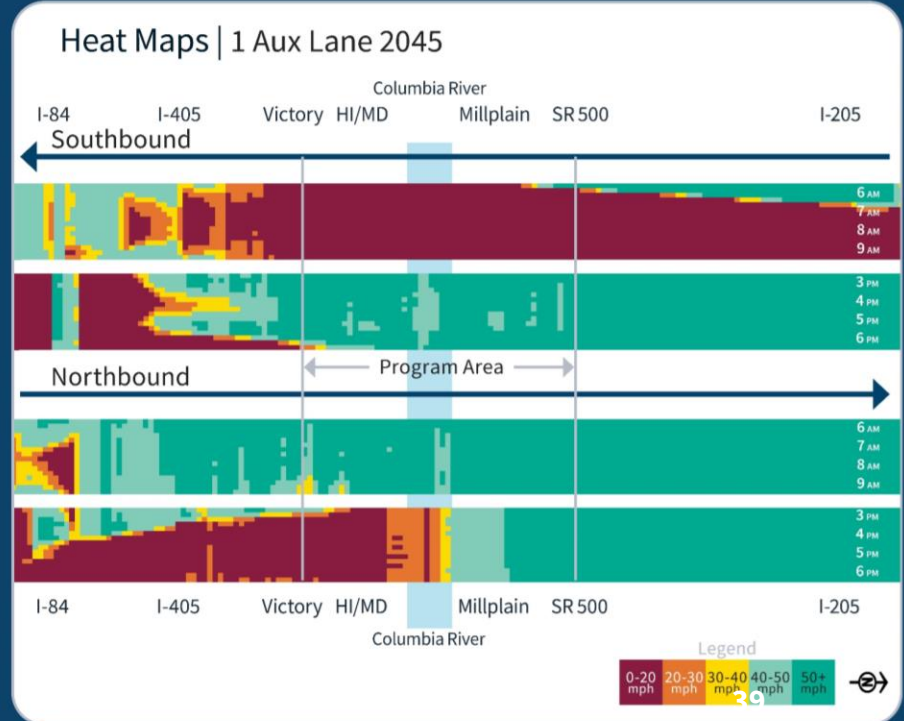 Heat Maps | 1 Aux Lane 2045
Columbia River
I-84 I-405 Victory HI/MD Millplain SR 500 I-205
Southbound
6 AM
7 AM
8 AM
9 AM
3 PM
4 PM
5 PM
6 PM
Program Area
Northbound
6 AM
7 AM
8 AM
9 AM
3 PM
4 PM
5 PM
6 PM
I-84 I-405 Victory HI/MD Millplain SR 500 I-205
Columbia River
Legend
0-20 20-30 30-40 40-50 50+
mph mph mph mph mph
39
N